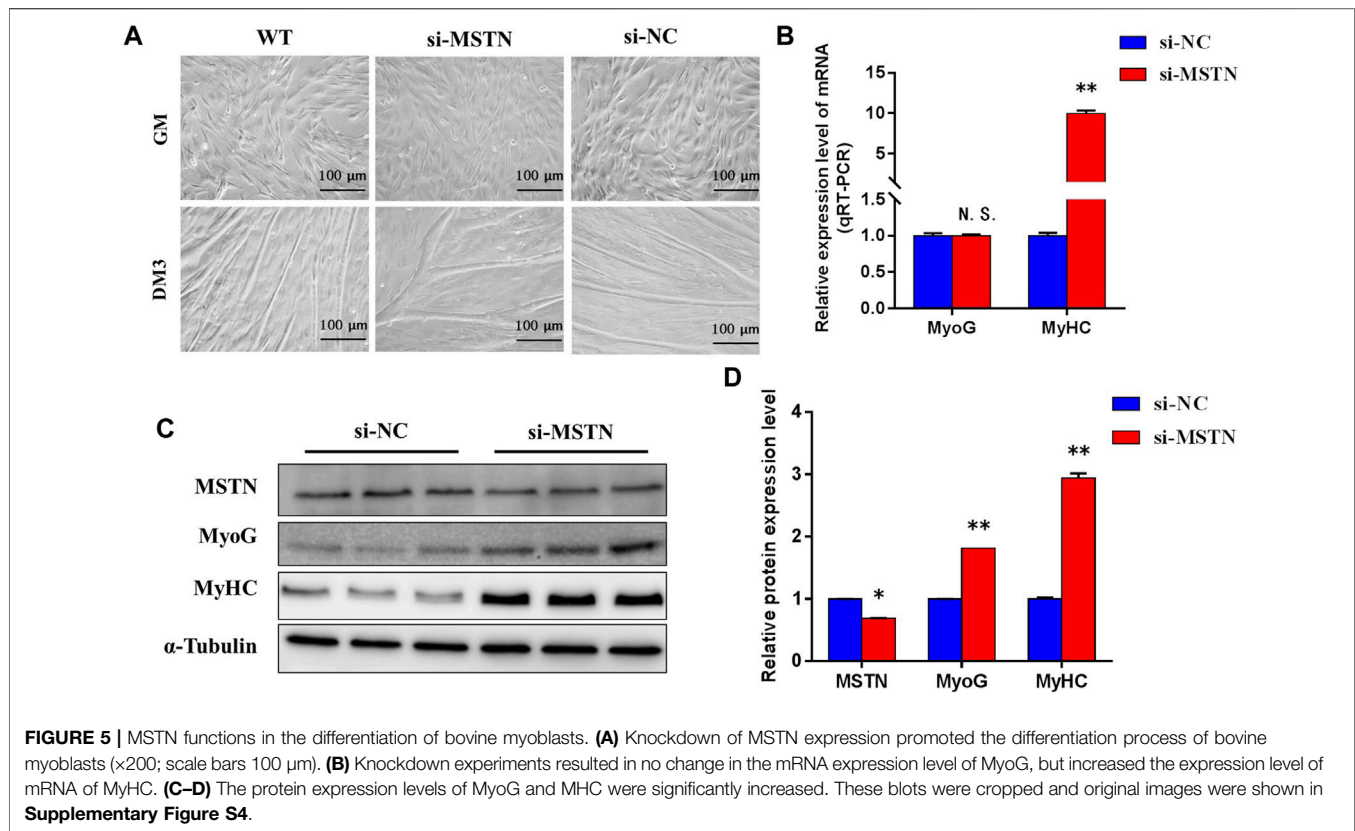 A
WT
si-MSTN
si-NC
GM
100 µm
100 µm
100 µm
DM3
100 µm
100 µm
100 µm
B
si-NC
si-MSTN
Relative expression level of mRNA
(qRT-PCR)
15
10
5
1.5
1.0
0.5
0.0
N. S.
**
MyoG
MyHC
C
si-NC
si-MSTN
MSTN
MyoG
MyHC
α-Tubulin
D
si-NC
si-MSTN
Relative protein expression level
4
3
2
1
0
*
**
**
MSTN
MyoG
MyHC
FIGURE 5 | MSTN functions in the differentiation of bovine myoblasts. (A) Knockdown of MSTN expression promoted the differentiation process of bovine
myoblasts (×200; scale bars 100 µm). (B) Knockdown experiments resulted in no change in the mRNA expression level of MyoG, but increased the expression level of
mRNA of MyHC. (C–D) The protein expression levels of MyoG and MHC were significantly increased. These blots were cropped and original images were shown in
Supplementary Figure S4.